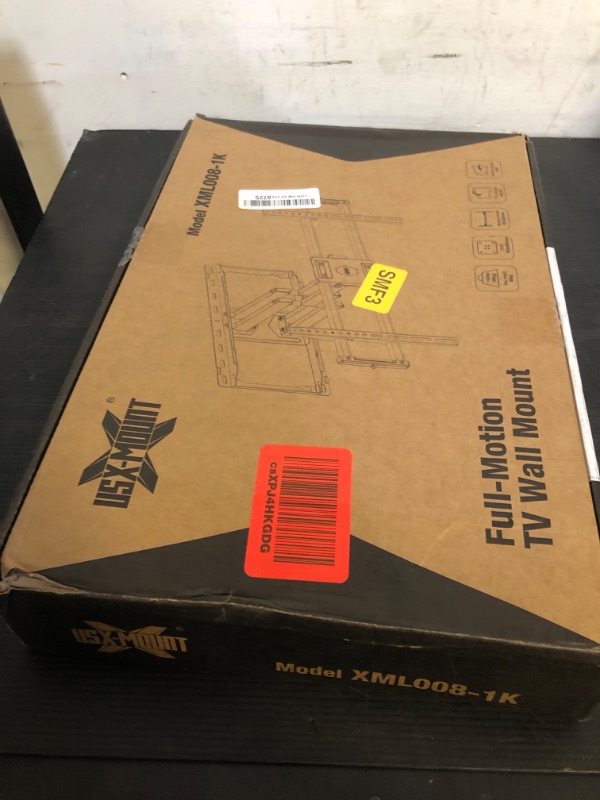 Model XML008-1K
SMF3
USX-MOUNT
®
Full-Motion
TV Wall Mount
csXPJ4HKGDG
USX-MOUNT
Model XML008-1K